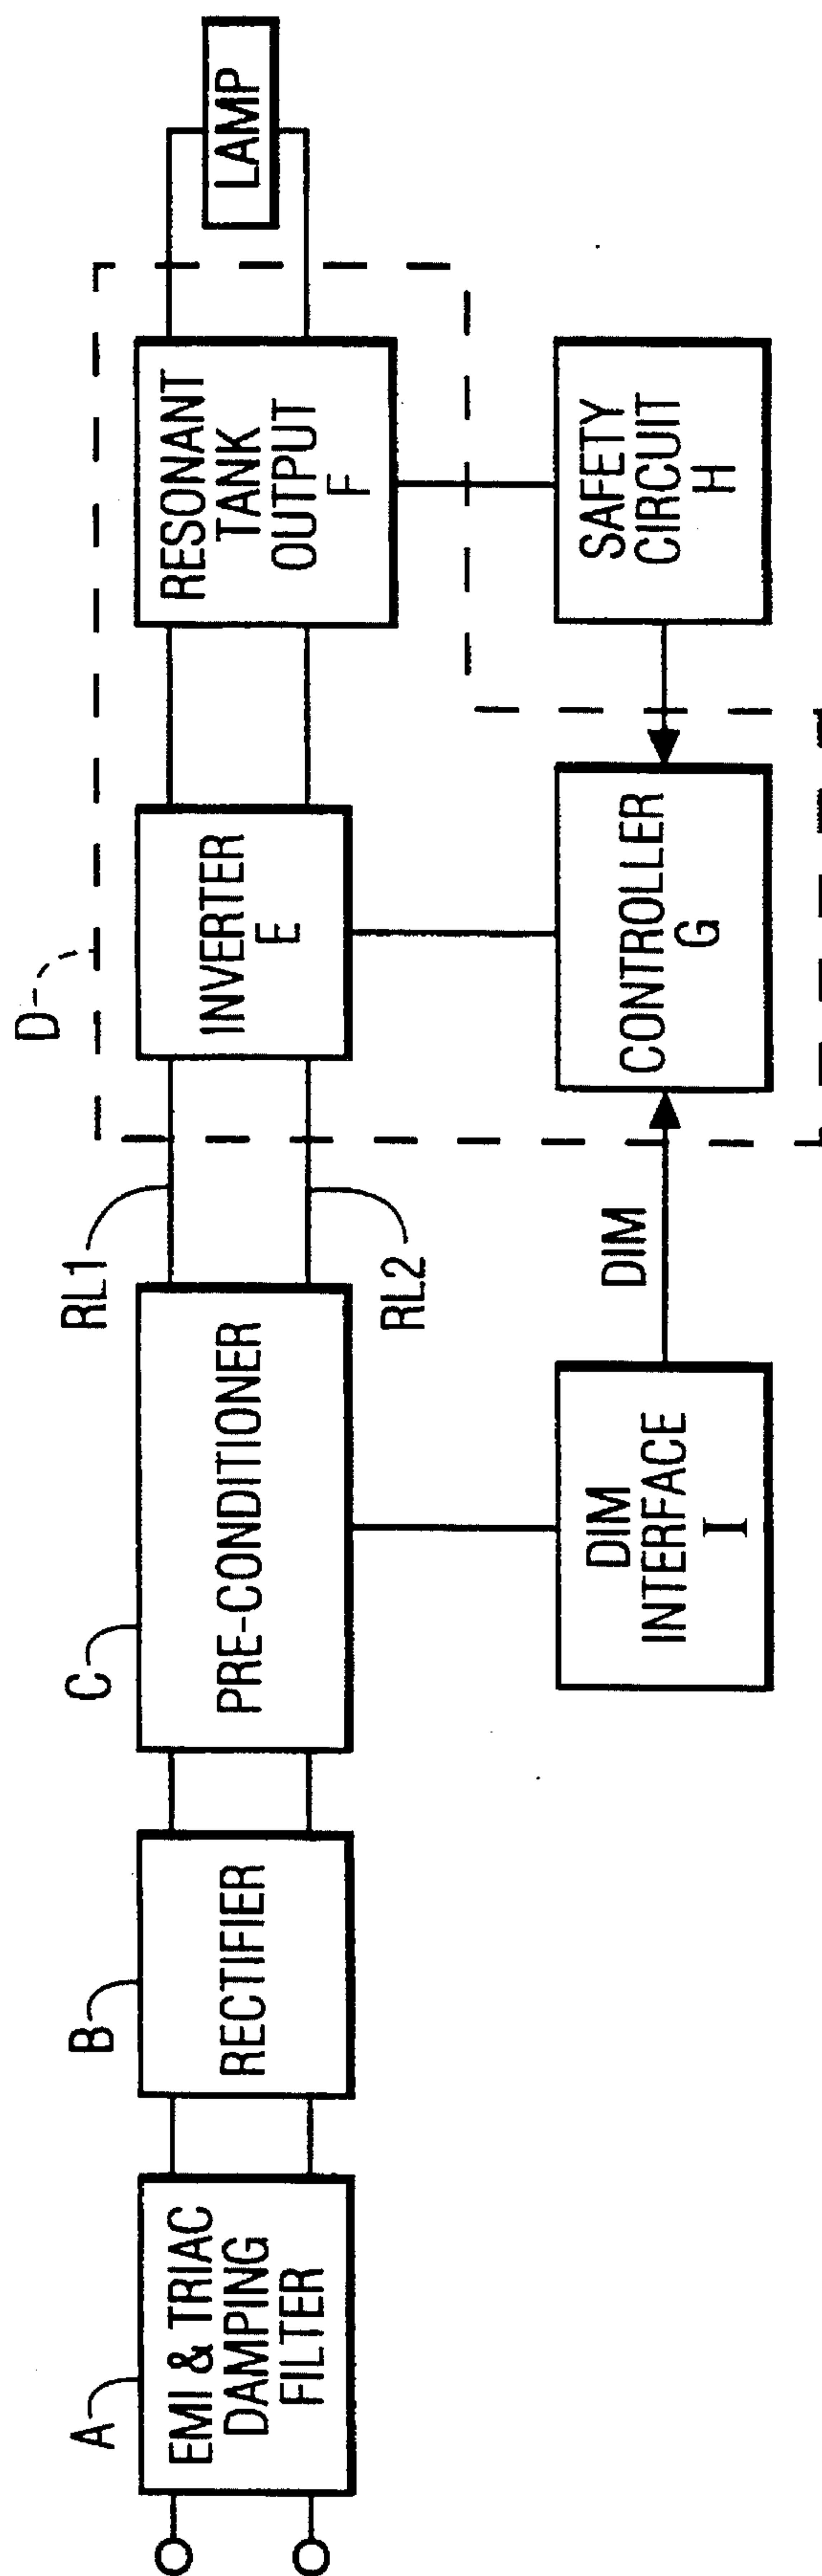 A
EMI & TRIAC
DAMPING
FILTER
B
RECTIFIER
C
PRE-CONDITIONER
RL1
RL2
D
INVERTER
E
RESONANT
TANK
OUTPUT
F
LAMP
DIM
INTERFACE
I
DIM
CONTROLLER
G
SAFETY
CIRCUIT
H